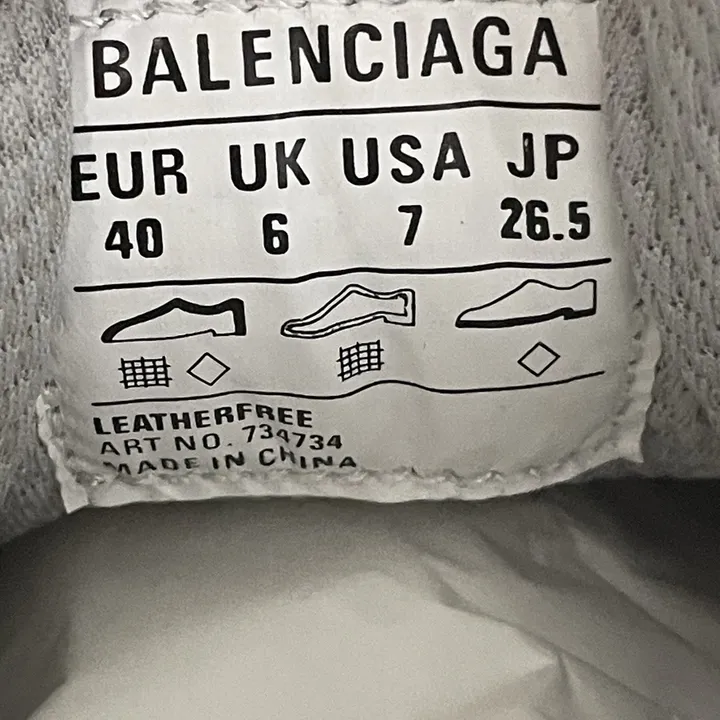 BALENCIAGA
EUR UK USA JP
40 6 7 26.5
LEATHERFREE
ART NO. 734734
MADE IN CHINA